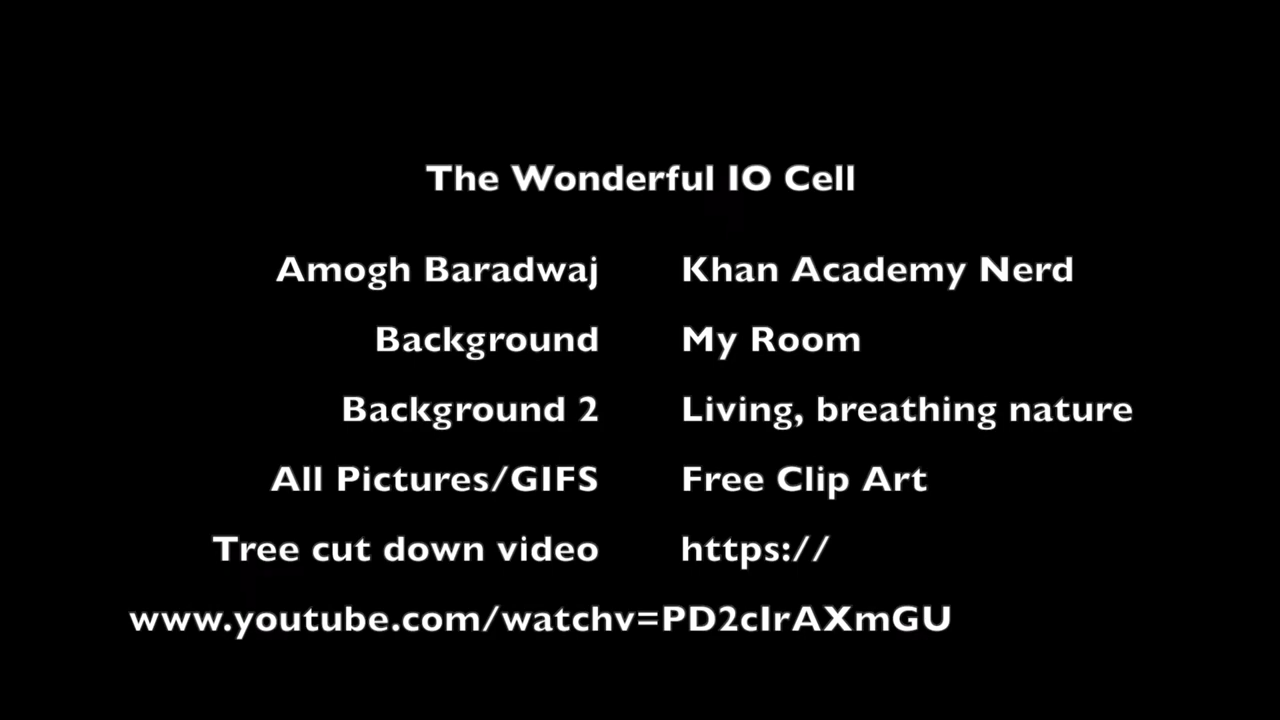 The Wonderful IO Cell
Amogh Baradwaj Khan Academy Nerd
Background My Room
Background 2 Living, breathing nature
All Pictures/GIFS Free Clip Art
Tree cut down video https://
www.youtube.com/watchv=PD2cIrAXmGU